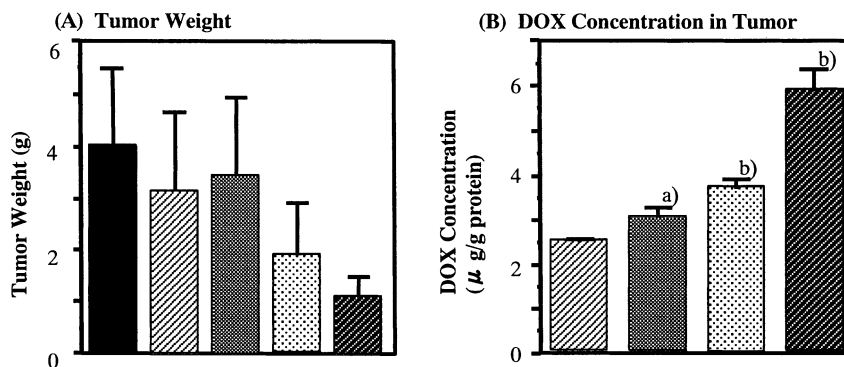 (A) Tumor Weight
6
4
2
0
Tumor Weight (g)
(B) DOX Concentration in Tumor
6
4
2
0
DOX Concentration
(μ g/g protein)
a)
b)
b)